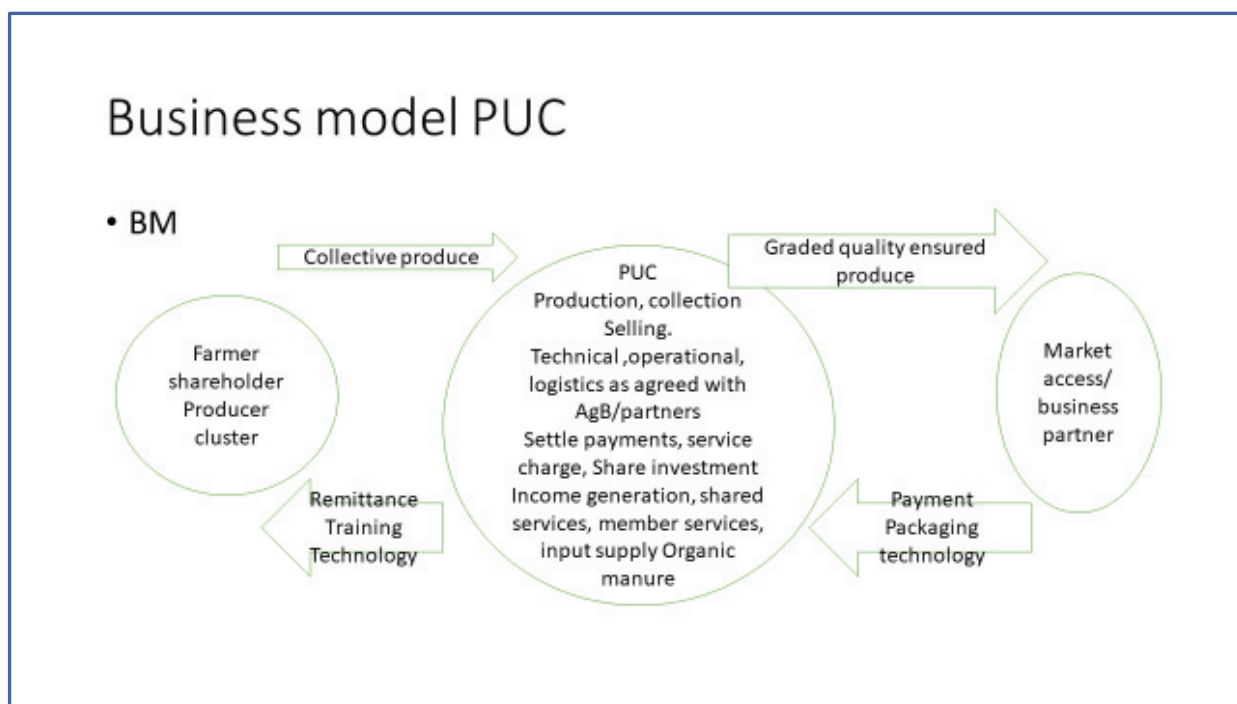 Business model PUC
• BM
Collective produce
Graded quality ensured
produce
Farmer
shareholder
Producer
cluster
PUC
Production, collection
Selling.
Technical ,operational,
logistics as agreed with
AgB/partners
Settle payments, service
charge, Share investment
Income generation, shared
services, member services,
input supply Organic
manure
Market
access/
business
partner
Remittance
Training
Technology
Payment
Packaging
technology